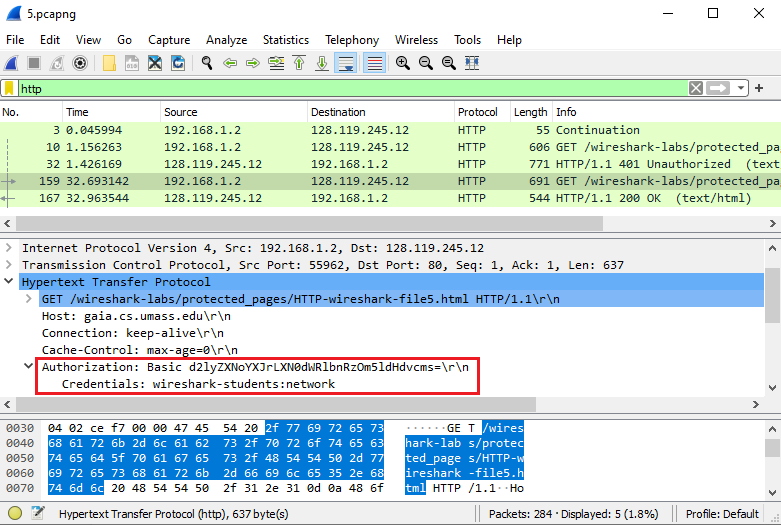 5.pcapng
File Edit View Go Capture Analyze Statistics Telephony Wireless Tools Help
http
No. Time Source Destination Protocol Length Info
3 0.045994 192.168.1.2 128.119.245.12 HTTP 55 Continuation
10 1.156263 192.168.1.2 128.119.245.12 HTTP 606 GET /wireshark-labs/protected_pa
32 1.426169 128.119.245.12 192.168.1.2 HTTP 771 HTTP/1.1 401 Unauthorized (text
159 32.693142 192.168.1.2 128.119.245.12 HTTP 691 GET /wireshark-labs/protected_pa
167 32.963544 128.119.245.12 192.168.1.2 HTTP 544 HTTP/1.1 200 OK (text/html)
Internet Protocol Version 4, Src: 192.168.1.2, Dst: 128.119.245.12
Transmission Control Protocol, Src Port: 55962, Dst Port: 80, Seq: 1, Ack: 1, Len: 637
Hypertext Transfer Protocol
GET /wireshark-labs/protected_pages/HTTP-wireshark-file5.html HTTP/1.1\r\n
Host: gaia.cs.umass.edu\r\n
Connection: keep-alive\r\n
Cache-Control: max-age=0\r\n
Authorization: Basic d2lyZXNoYXJrLXN0dWRlbnRzOm5ldHdvcms=\r\n
Credentials: wireshark-students:network
0030 04 02 ce f7 00 00 47 45 54 20 2f 77 69 72 65 73 ······GE T /wires
0040 68 61 72 6b 2d 6c 61 62 73 2f 70 72 6f 74 65 63 hark-lab s/protec
0050 74 65 64 5f 70 61 67 65 73 2f 48 54 54 50 2d 77 ted_page s/HTTP-w
0060 69 72 65 73 68 61 72 6b 2d 66 69 6c 65 35 2e 68 ireshark -file5.h
0070 74 6d 6c 20 48 54 54 50 2f 31 2e 31 0d 0a 48 6f tml HTTP /1.1··Ho
Hypertext Transfer Protocol (http), 637 byte(s) Packets: 284 · Displayed: 5 (1.8%) Profile: Default